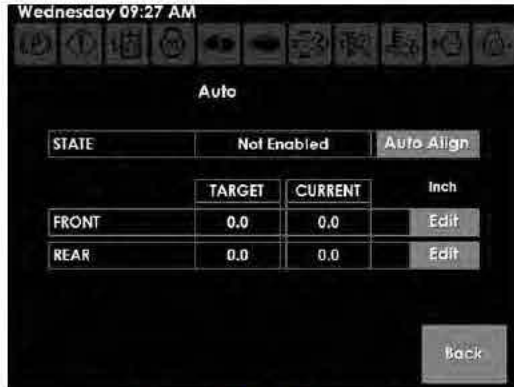 Wednesday 09:27 AM
Auto
STATE Not Enabled Auto Align
TARGET CURRENT Inch
FRONT 0.0 0.0 Edit
REAR 0.0 0.0 Edit
Back